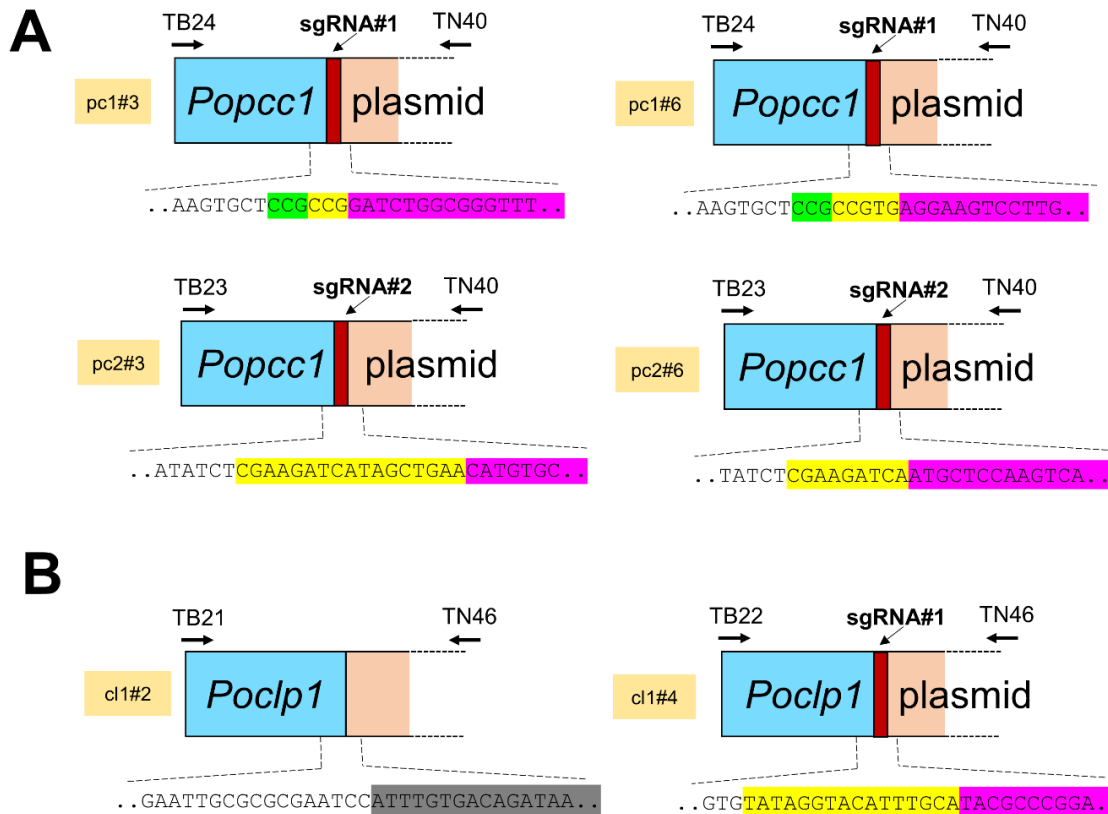 A
TB24 sgRNA#1 TN40
pc1#3 Popcc1 plasmid
..AAGTGCTCCGCCGGATCTGGCGGGTTT..
TB24 sgRNA#1 TN40
pc1#6 Popcc1 plasmid
..AAGTGCTCCGCCGTGAGGAAGTCCTTG..
TB23 sgRNA#2 TN40
pc2#3 Popcc1 plasmid
..ATATCTCGAAGATCATAGCTGAACATGTGC..
TB23 sgRNA#2 TN40
pc2#6 Popcc1 plasmid
..TATCTCGAAGATCAATGCTCCAAGTCA..
B
TB21 TN46
cl1#2 Poclp1
..GAATTGCGCGCGAATCCATTTGTGACAGATAA..
TB22 sgRNA#1 TN46
cl1#4 Poclp1 plasmid
..GTGTATAGGTACATTTGCATACGCCCGGA..